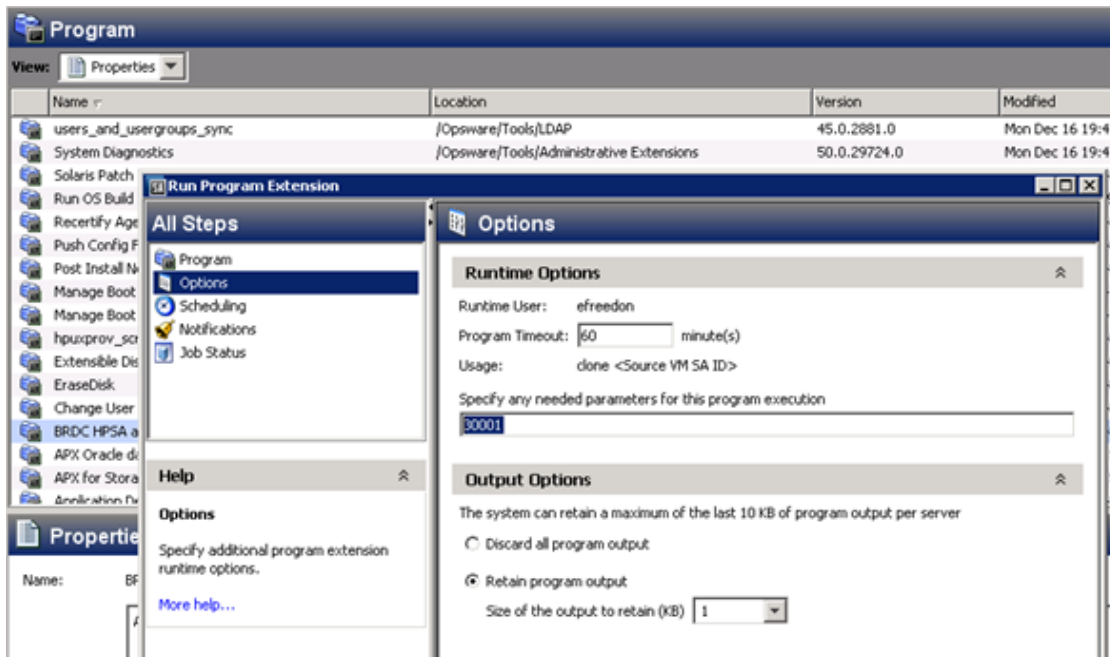 Program
View: Properties
Name Location Version Modified
users_and_usergroups_sync /Opsware/Tools/LDAP 45.0.2881.0 Mon Dec 16 19:4
System Diagnostics /Opsware/Tools/Administrative Extensions 50.0.29724.0 Mon Dec 16 19:4
Solaris Patch
Run OS Build
Recertify Age
Push Config F
Post Install N
Manage Boot
Manage Boot
hpuxprov_scr
Extensible Dis
EraseDisk
Change User
BRDC HPSA a
APX Oracle da
APX for Stora
Application De
Propertie
Name: BR
Run Program Extension
All Steps
Program
Options
Scheduling
Notifications
Job Status
Help
Options
Specify additional program extension
runtime options.
More help...
Options
Runtime Options
Runtime User: efreedon
Program Timeout: 60 minute(s)
Usage: clone <Source VM SA ID>
Specify any needed parameters for this program execution
30001
Output Options
The system can retain a maximum of the last 10 KB of program output per server
Discard all program output
Retain program output
Size of the output to retain (KB) 1